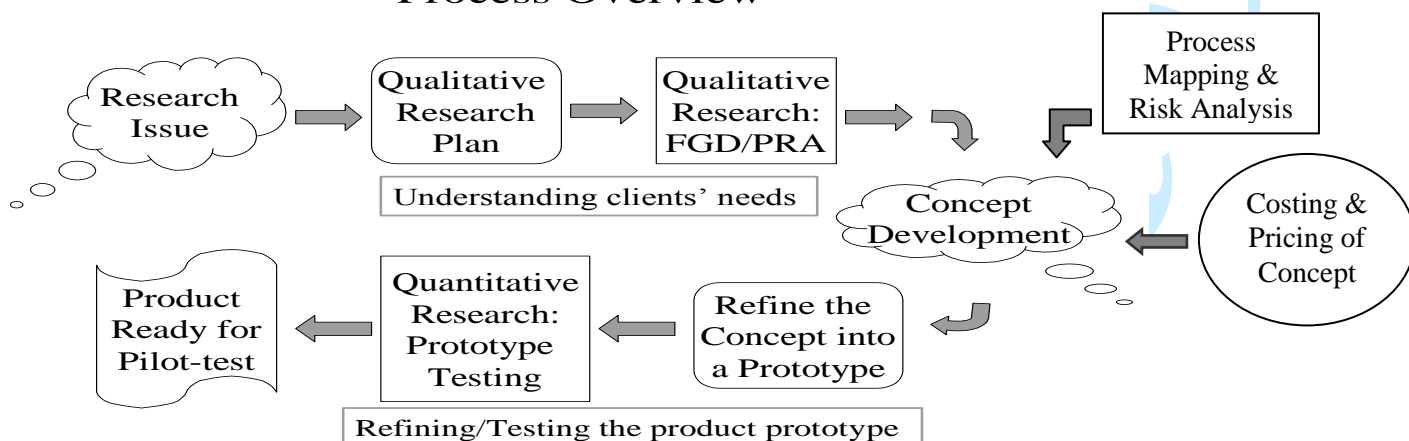 Process Overview
Research
Issue
Qualitative
Research
Plan
Qualitative
Research:
FGD/PRA
Process
Mapping &
Risk Analysis
Understanding clients’ needs
Concept
Development
Costing &
Pricing of
Concept
Refine the
Concept into
a Prototype
Quantitative
Research:
Prototype
Testing
Product
Ready for
Pilot-test
Refining/Testing the product prototype